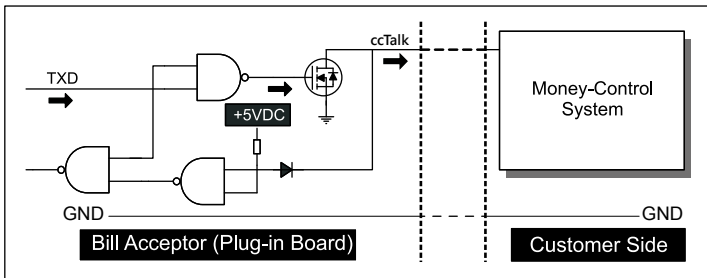 ccTalk
TXD
+5VDC
Money-Control
System
GND
GND
Bill Acceptor (Plug-in Board)
Customer Side